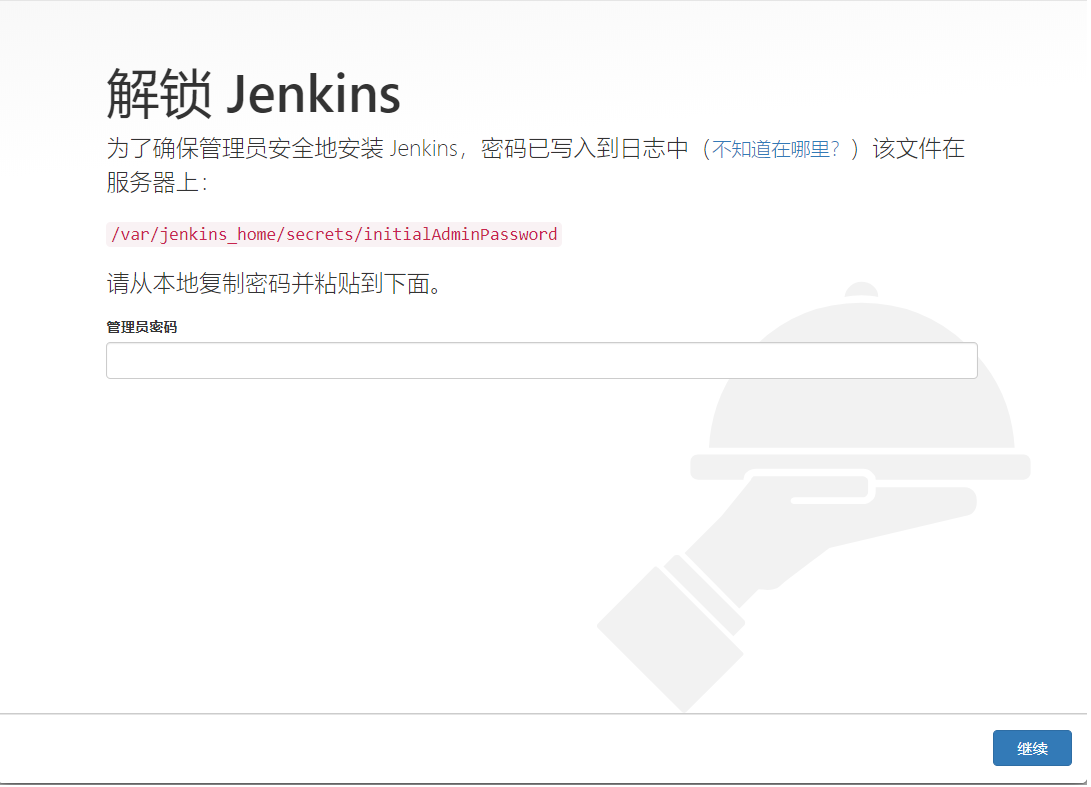 解锁 Jenkins
为了确保管理员安全地安装 Jenkins，密码已写入到日志中（不知道在哪里？）该文件在
服务器上：
/var/jenkins_home/secrets/initialAdminPassword
请从本地复制密码并粘贴到下面。
管理员密码
继续